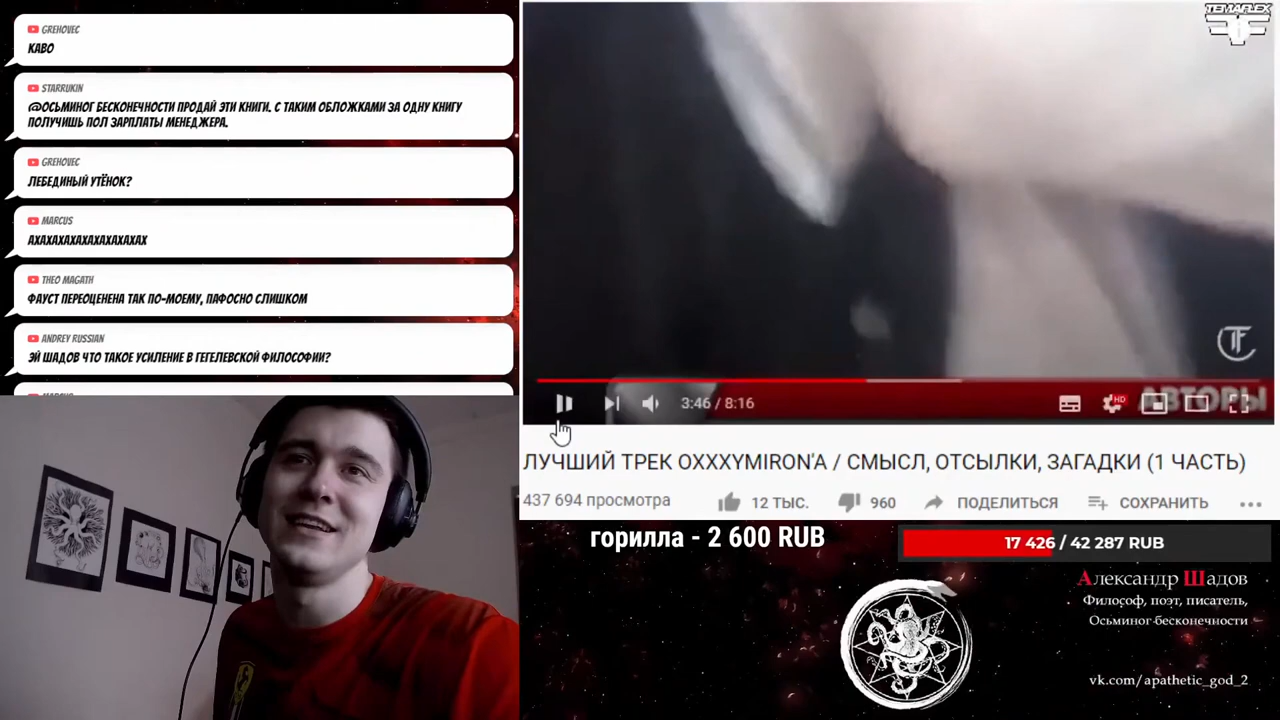 GREHOVEC
КАВО
STARRUKIN
@ОСЬМИНОГ БЕСКОНЕЧНОСТИ ПРОДАЙ ЭТИ КНИГИ. С ТАКИМ ОБЛОЖКАМИ ЗА ОДНУ КНИГУ
ПОЛУЧИШЬ ПОЛ ЗАРПЛАТЫ МЕНЕДЖЕРА.
GREHOVEC
ЛЕБЕДИНЫЙ УТЁНОК?
MARCUS
АХАХАХАХАХАХАХАХАХ
THEO MAGATH
ФАУСТ ПЕРЕОЦЕНЕНА ТАК ПО-МОЕМУ, ПАФОСНО СЛИШКОМ
ANDREY RUSSIAN
ЭЙ ШАДОВ ЧТО ТАКОЕ УСИЛЕНИЕ В ГЕГЕЛЕВСКОЙ ФИЛОСОФИИ?
TEMAFLEX
TF
АВТОРЫ
3:46 / 8:16
HD
ЛУЧШИЙ ТРЕК OXXXYMIRON'A / СМЫСЛ, ОТСЫЛКИ, ЗАГАДКИ (1 ЧАСТЬ)
437 694 просмотра
12 ТЫС.
960
ПОДЕЛИТЬСЯ
СОХРАНИТЬ
горилла - 2 600 RUB
17 426 / 42 287 RUB
Александр Шадов
Философ, поэт, писатель,
Осьминог бесконечности
vk.com/apathetic_god_2